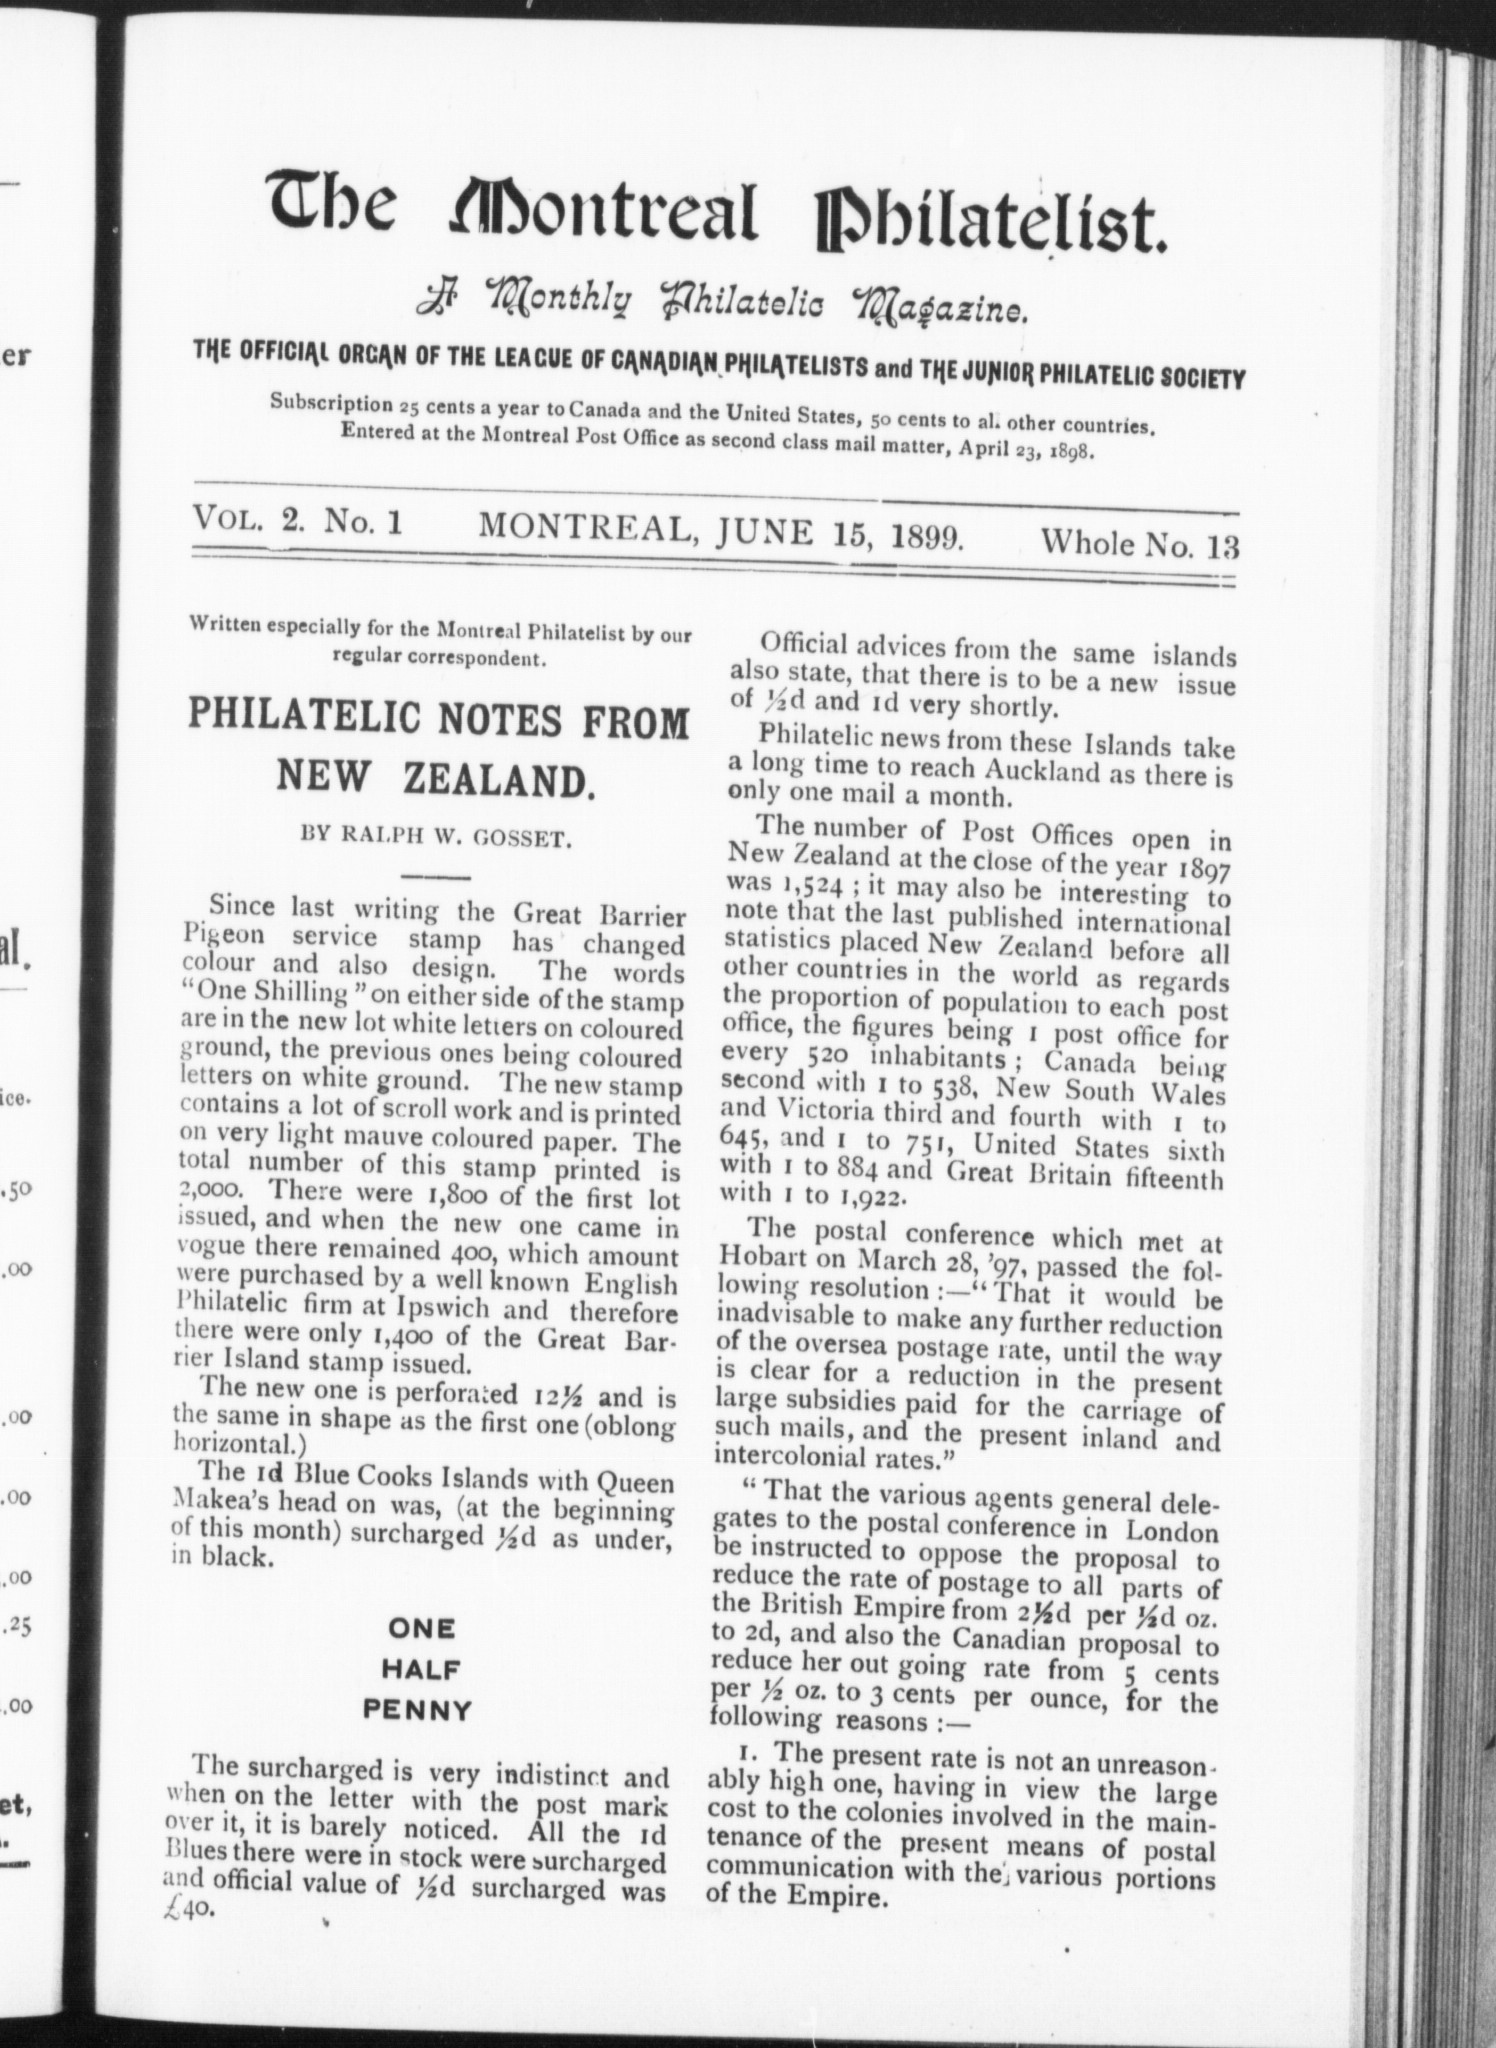 The Montreal Philatelist.
A Monthly Philatelic Magazine.
THE OFFICIAL ORGAN OF THE LEAGUE OF CANADIAN PHILATELISTS and THE JUNIOR PHILATELIC SOCIETY
Subscription 25 cents a year to Canada and the United States, 50 cents to al. other countries.
Entered at the Montreal Post Office as second class mail matter, April 23, 1898.
VOL. 2. No. 1 MONTREAL, JUNE 15, 1899. Whole No. 13
Written especially for the Montreal Philatelist by our
regular correspondent.
PHILATELIC NOTES FROM
NEW ZEALAND.
BY RALPH W. GOSSET.
Since last writing the Great Barrier
Pigeon service stamp has changed
colour and also design. The words
"One Shilling" on either side of the stamp
are in the new lot white letters on coloured
ground, the previous ones being coloured
letters on white ground. The new stamp
contains a lot of scroll work and is printed
on very light mauve coloured paper. The
total number of this stamp printed is
2,000. There were 1,800 of the first lot
issued, and when the new one came in
vogue there remained 400, which amount
were purchased by a well known English
Philatelic firm at Ipswich and therefore
there were only 1,400 of the Great Bar-
rier Island stamp issued.
The new one is perforated 12½ and is
the same in shape as the first one (oblong
horizontal.)
The 1d Blue Cooks Islands with Queen
Makea's head on was, (at the beginning
of this month) surcharged ½d as under,
in black.
ONE
HALF
PENNY
The surcharged is very indistinct and
when on the letter with the post mark
over it, it is barely noticed. All the 1d
Blues there were in stock were surcharged
and official value of ½d surcharged was
£40.
Official advices from the same islands
also state, that there is to be a new issue
of ½d and 1d very shortly.
Philatelic news from these Islands take
a long time to reach Auckland as there is
only one mail a month.
The number of Post Offices open in
New Zealand at the close of the year 1897
was 1,524 ; it may also be interesting to
note that the last published international
statistics placed New Zealand before all
other countries in the world as regards
the proportion of population to each post
office, the figures being 1 post office for
every 520 inhabitants ; Canada being
second with 1 to 538, New South Wales
and Victoria third and fourth with 1 to
645, and 1 to 751, United States sixth
with 1 to 884 and Great Britain fifteenth
with 1 to 1,922.
The postal conference which met at
Hobart on March 28, '97, passed the fol-
lowing resolution :—"That it would be
inadvisable to make any further reduction
of the oversea postage rate, until the way
is clear for a reduction in the present
large subsidies paid for the carriage of
such mails, and the present inland and
intercolonial rates."
"That the various agents general dele-
gates to the postal conference in London
be instructed to oppose the proposal to
reduce the rate of postage to all parts of
the British Empire from 2½d per ½d oz.
to 2d, and also the Canadian proposal to
reduce her out going rate from 5 cents
per ½ oz. to 3 cents per ounce, for the
following reasons :—
1. The present rate is not an unreason-
ably high one, having in view the large
cost to the colonies involved in the main-
tenance of the present means of postal
communication with the various portions
of the Empire.